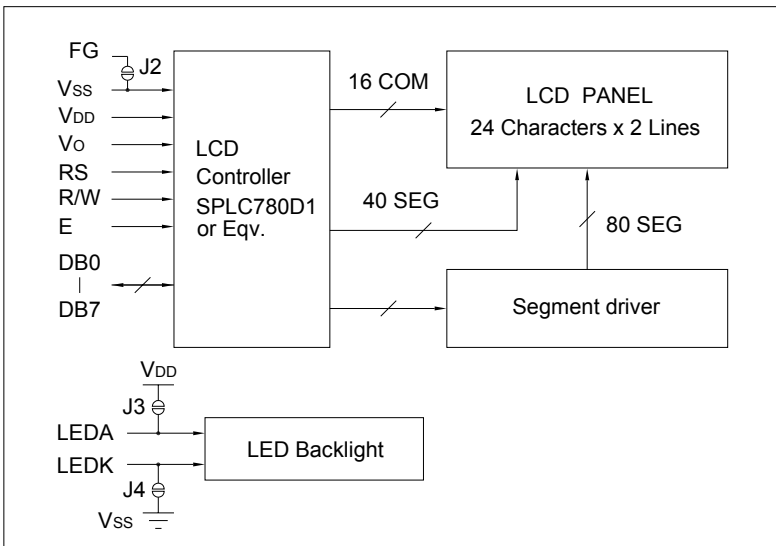 FG
J2
VSS
VDD
VO
RS
R/W
E
DB0
DB7
LCD
Controller
SPLC780D1
or Eqv.
16 COM
40 SEG
80 SEG
LCD PANEL
24 Characters x 2 Lines
Segment driver
VDD
J3
LEDA
LEDK
J4
VSS
LED Backlight